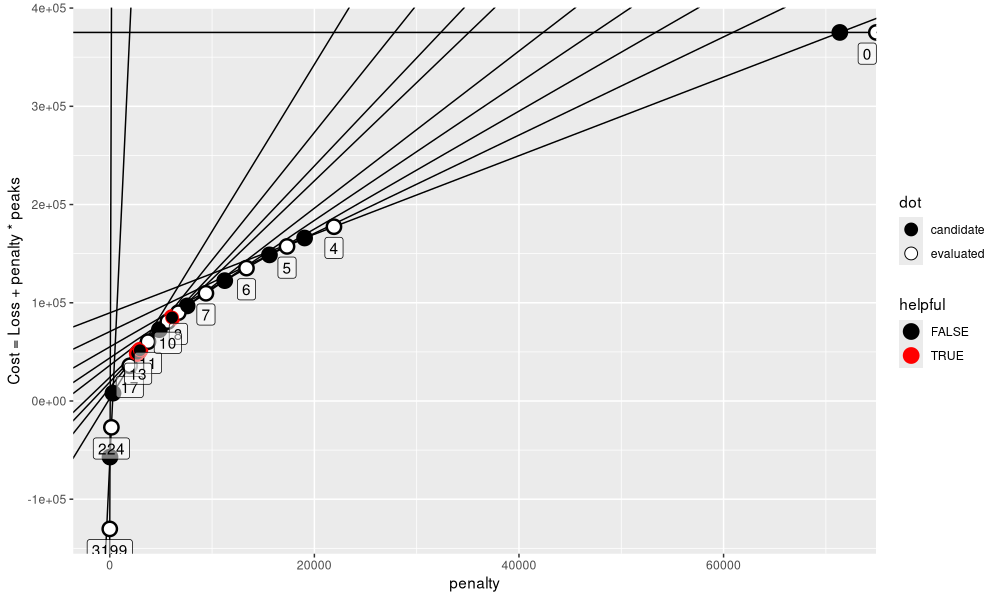 4e+05
3e+05
2e+05
1e+05
0e+00
-1e+05
Cost = Loss + penalty * peaks
0
4
5
6
7
8
10
11
13
17
224
3199
0
20000
40000
60000
penalty
dot
candidate
evaluated
helpful
FALSE
TRUE